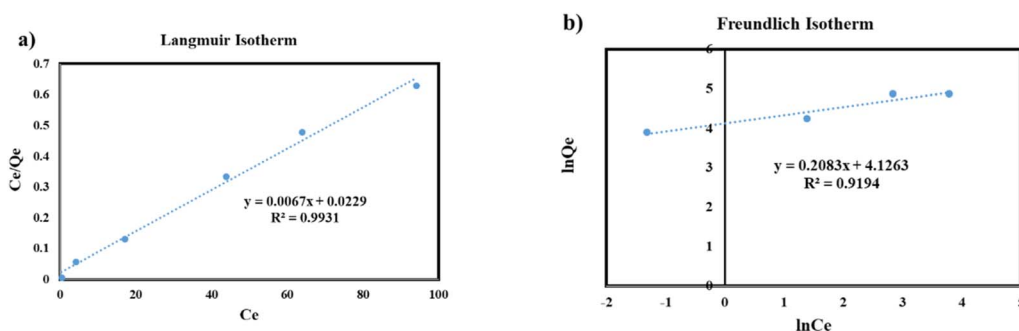 a)
Langmuir Isotherm
0.7
0.6
0.5
0.4
0.3
0.2
0.1
0
Ce/Qe
y = 0.0067x + 0.0229
R² = 0.9931
0 20 40 60 80 100
Ce
b)
Freundlich Isotherm
6
5
4
3
2
1
0
lnQe
y = 0.2083x + 4.1263
R² = 0.9194
-2 -1 0 1 2 3 4
lnCe